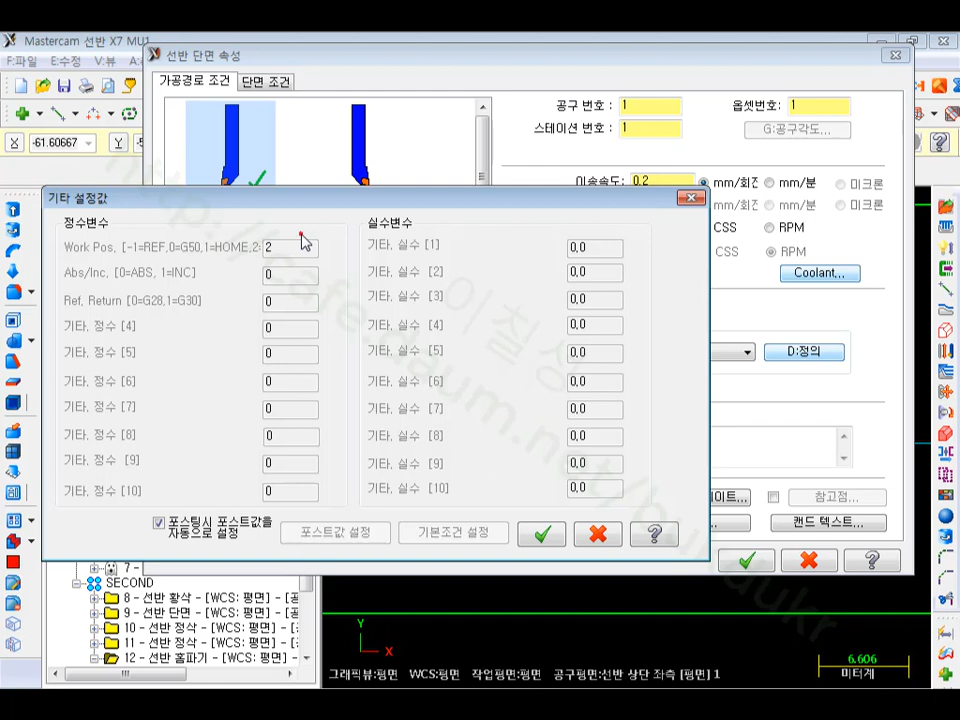 Mastercam 선반 X7 MU1
선반 단면 속성
F:파일 E:수정 V:뷰
가공경로 조건 단면 조건
공구 번호 : 1 옵셋번호: 1
스테이션 번호 : 1 G:공구각도...
-61.60667
이송속도: 0.2 mm/회전 mm/분 미크론
mm/회전 mm/분 미크론
CSS RPM
CSS RPM
Coolant...
D:정의
기타 설정값
정수변수 실수변수
Work Pos. [-1=REF,0=G50,1=HOME,2= 2 기타. 실수 [1] 0,0
Abs/Inc. [0=ABS, 1=INC] 0 기타. 실수 [2] 0,0
Ref. Return [0=G28,1=G30] 0 기타. 실수 [3] 0,0
기타. 정수 [4] 0 기타. 실수 [4] 0,0
기타. 정수 [5] 0 기타. 실수 [5] 0,0
기타. 정수 [6] 0 기타. 실수 [6] 0,0
기타. 정수 [7] 0 기타. 실수 [7] 0,0
기타. 정수 [8] 0 기타. 실수 [8] 0,0
기타. 정수 [9] 0 기타. 실수 [9] 0,0
기타. 정수 [10] 0 기타. 실수 [10] 0,0
포스팅시 포스트값을
자동으로 설정
포스트값 설정 기본조건 설정
참고점...
캔드 텍스트...
7 -
SECOND
8 - 선반 황삭 - [WCS: 평면] -
9 - 선반 단면 - [WCS: 평면] -
10 - 선반 정삭 - [WCS: 평면] -
11 - 선반 정삭 - [WCS: 평면] -
12 - 선반 홈파기 - [WCS: 평면] -
Y
X
그래픽뷰:평면 WCS:평면 작업평면:평면 공구평면:선반 상단 좌측 [평면] 1
6.606
미터계